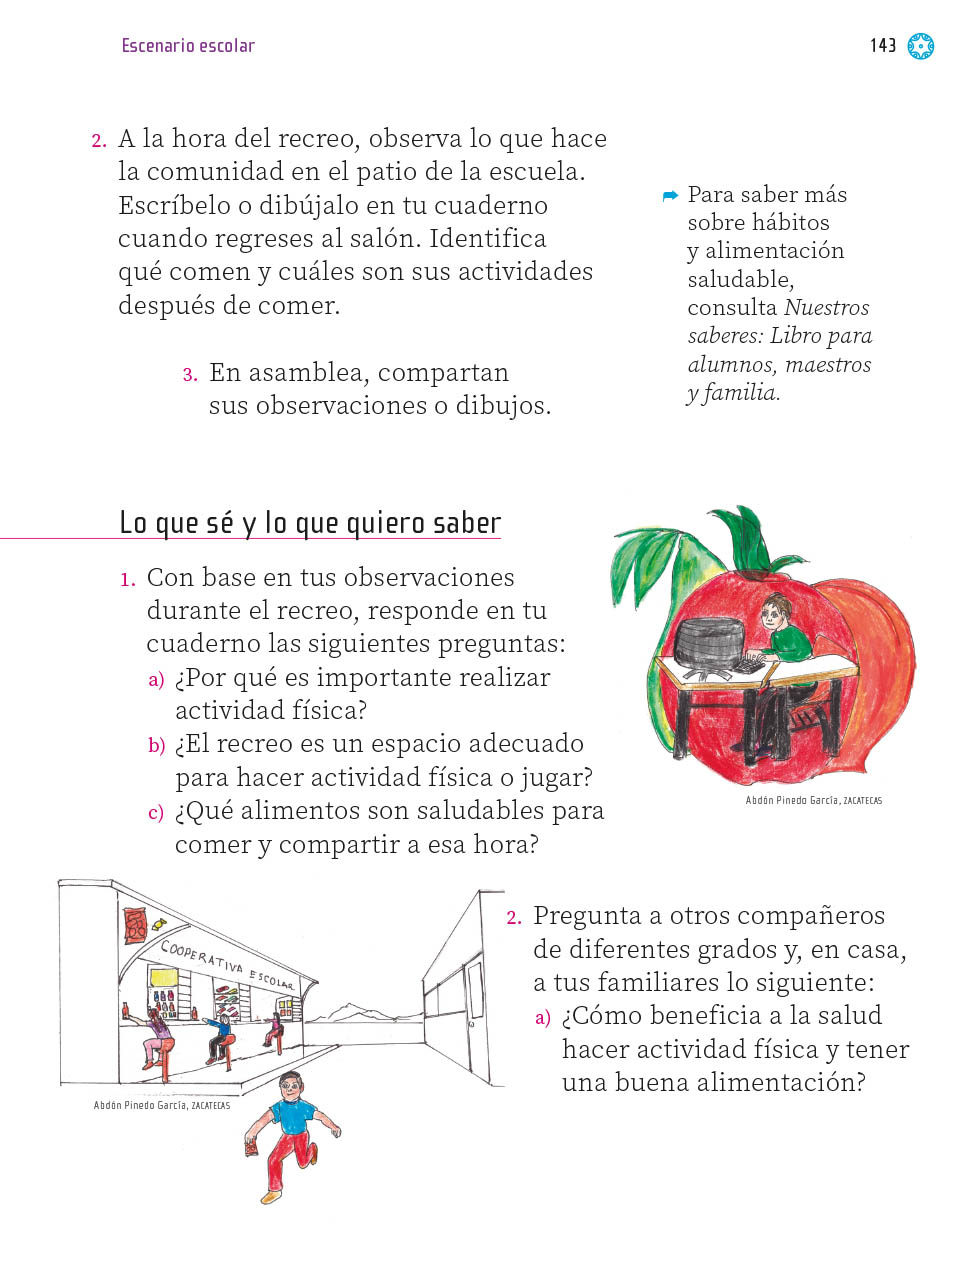 Escenario escolar
143
2. A la hora del recreo, observa lo que hace
la comunidad en el patio de la escuela.
Escríbelo o dibújalo en tu cuaderno
cuando regreses al salón. Identifica
qué comen y cuáles son sus actividades
después de comer.
3. En asamblea, compartan
sus observaciones o dibujos.
Para saber más
sobre hábitos
y alimentación
saludable,
consulta Nuestros
saberes: Libro para
alumnos, maestros
y familia.
Lo que sé y lo que quiero saber
1. Con base en tus observaciones
durante el recreo, responde en tu
cuaderno las siguientes preguntas:
a) ¿Por qué es importante realizar
actividad física?
b) ¿El recreo es un espacio adecuado
para hacer actividad física o jugar?
c) ¿Qué alimentos son saludables para
comer y compartir a esa hora?
Abdón Pinedo García, ZACATECAS
COOPERATIVA ESCOLAR
Abdón Pinedo García, ZACATECAS
2. Pregunta a otros compañeros
de diferentes grados y, en casa,
a tus familiares lo siguiente:
a) ¿Cómo beneficia a la salud
hacer actividad física y tener
una buena alimentación?